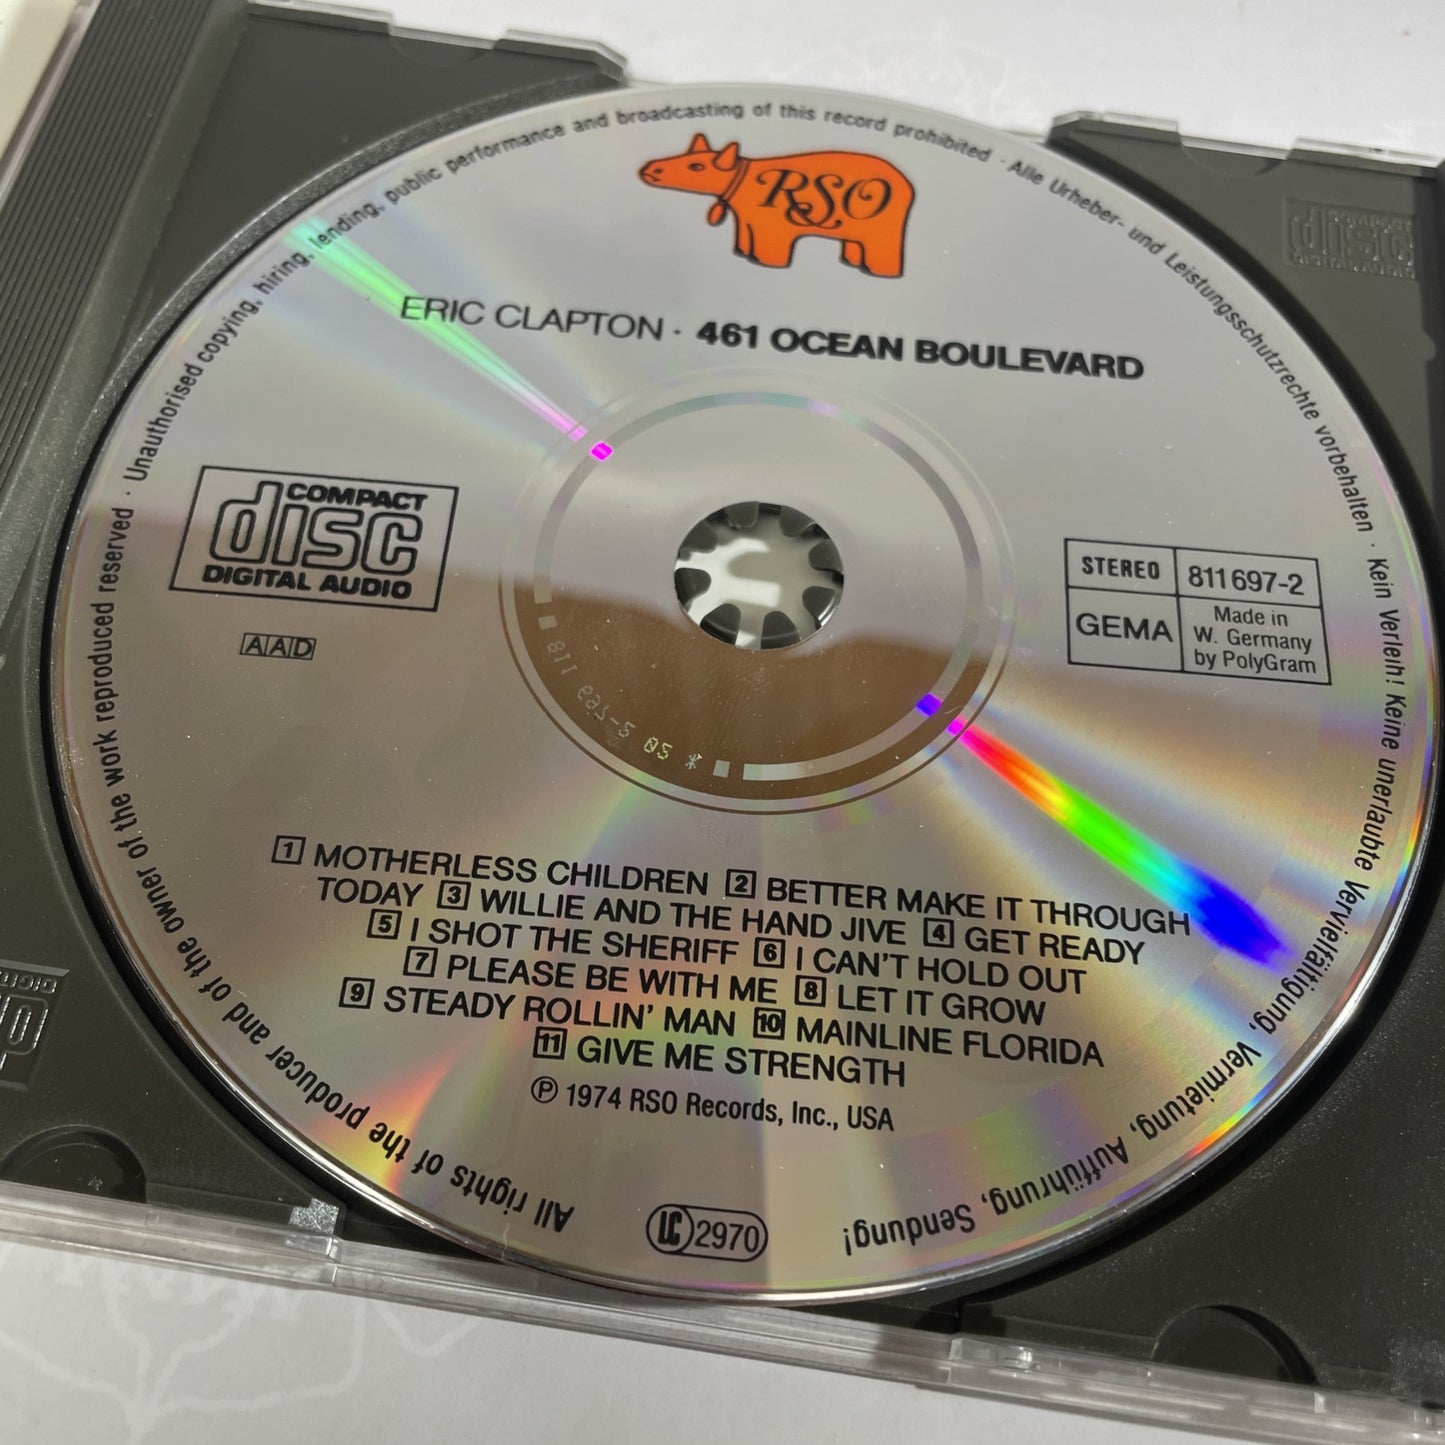 RSO
ERIC CLAPTON · 461 OCEAN BOULEVARD
COMPACT
disc
DIGITAL AUDIO
AAD
STEREO
811 697-2
GEMA
Made in
W. Germany
by PolyGram
1 MOTHERLESS CHILDREN 2 BETTER MAKE IT THROUGH
TODAY 3 WILLIE AND THE HAND JIVE 4 GET READY
5 I SHOT THE SHERIFF 6 I CAN'T HOLD OUT
7 PLEASE BE WITH ME 8 LET IT GROW
9 STEADY ROLLIN' MAN 10 MAINLINE FLORIDA
11 GIVE ME STRENGTH
℗ 1974 RSO Records, Inc., USA
LC 2970
All rights of the producer and of the owner of the work reproduced reserved · Unauthorised copying, hiring, lending, public performance and broadcasting of this record prohibited · Alle Urheber- und Leistungsschutzrechte vorbehalten · Kein Verleih! Keine unerlaubte Vervielfältigung, Vermietung, Aufführung, Sendung!
COMPACT
disc
DIGITAL AUDIO